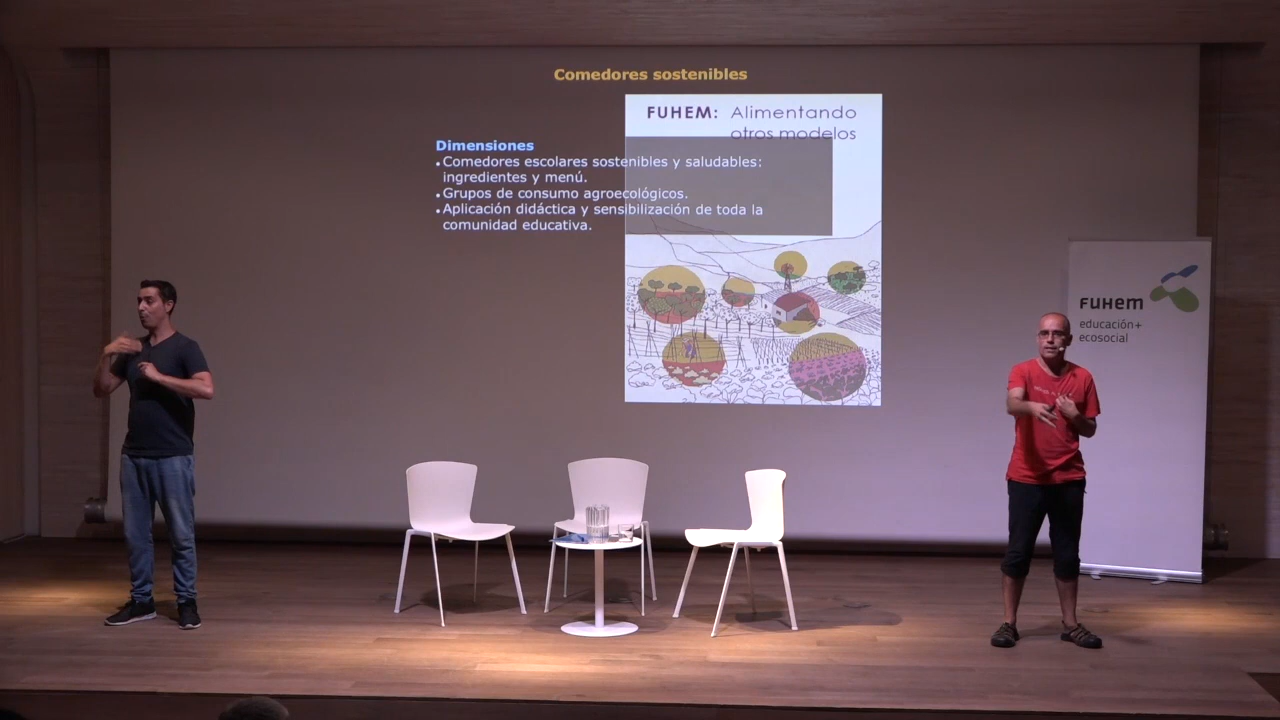 Comedores sostenibles
FUHEM: Alimentando
otros modelos
Dimensiones
Comedores escolares sostenibles y saludables:
ingredientes y menú.
Grupos de consumo agroecológicos.
Aplicación didáctica y sensibilización de toda la
comunidad educativa.
FUHEM
educación+
ecosocial